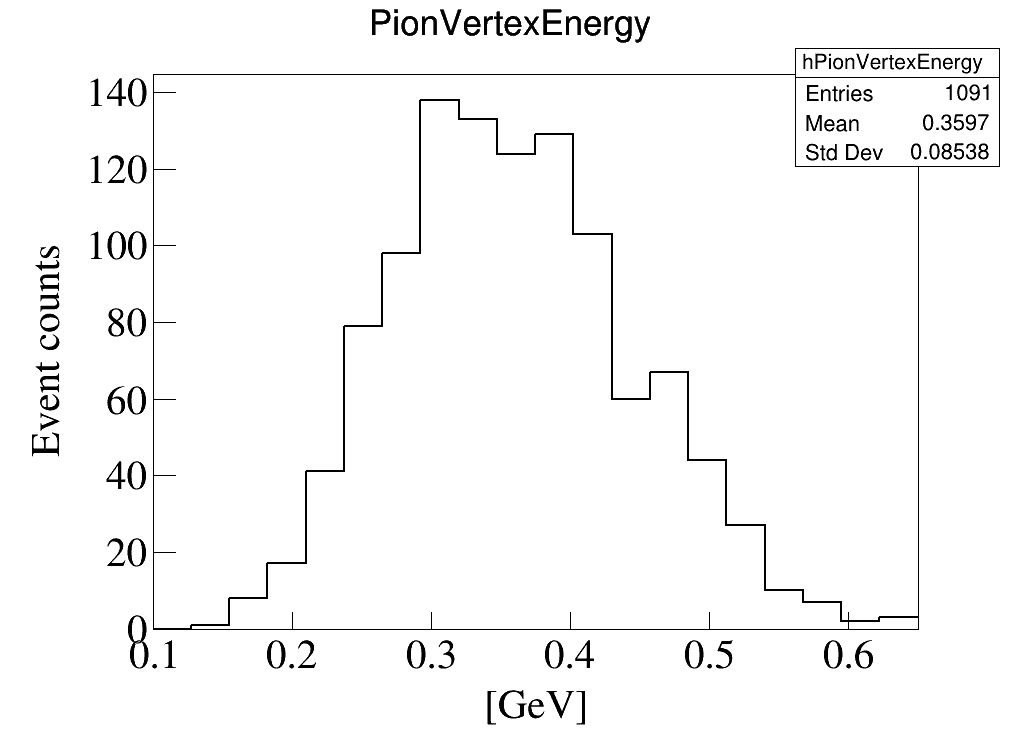 PionVertexEnergy
hPionVertexEnergy
Entries 1091
Mean 0.3597
Std Dev 0.08538
140
120
100
80
60
40
20
0
Event counts
0.1 0.2 0.3 0.4 0.5 0.6
[GeV]